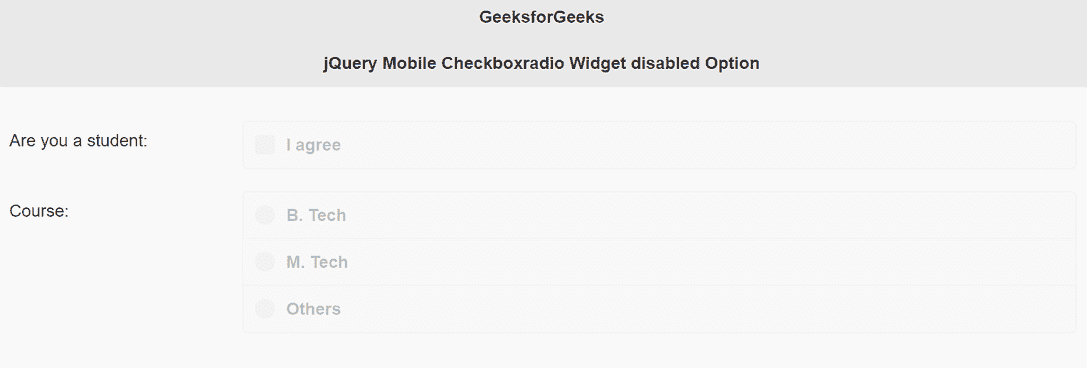 GeeksforGeeks
jQuery Mobile Checkboxradio Widget disabled Option
Are you a student:
I agree
Course:
B. Tech
M. Tech
Others